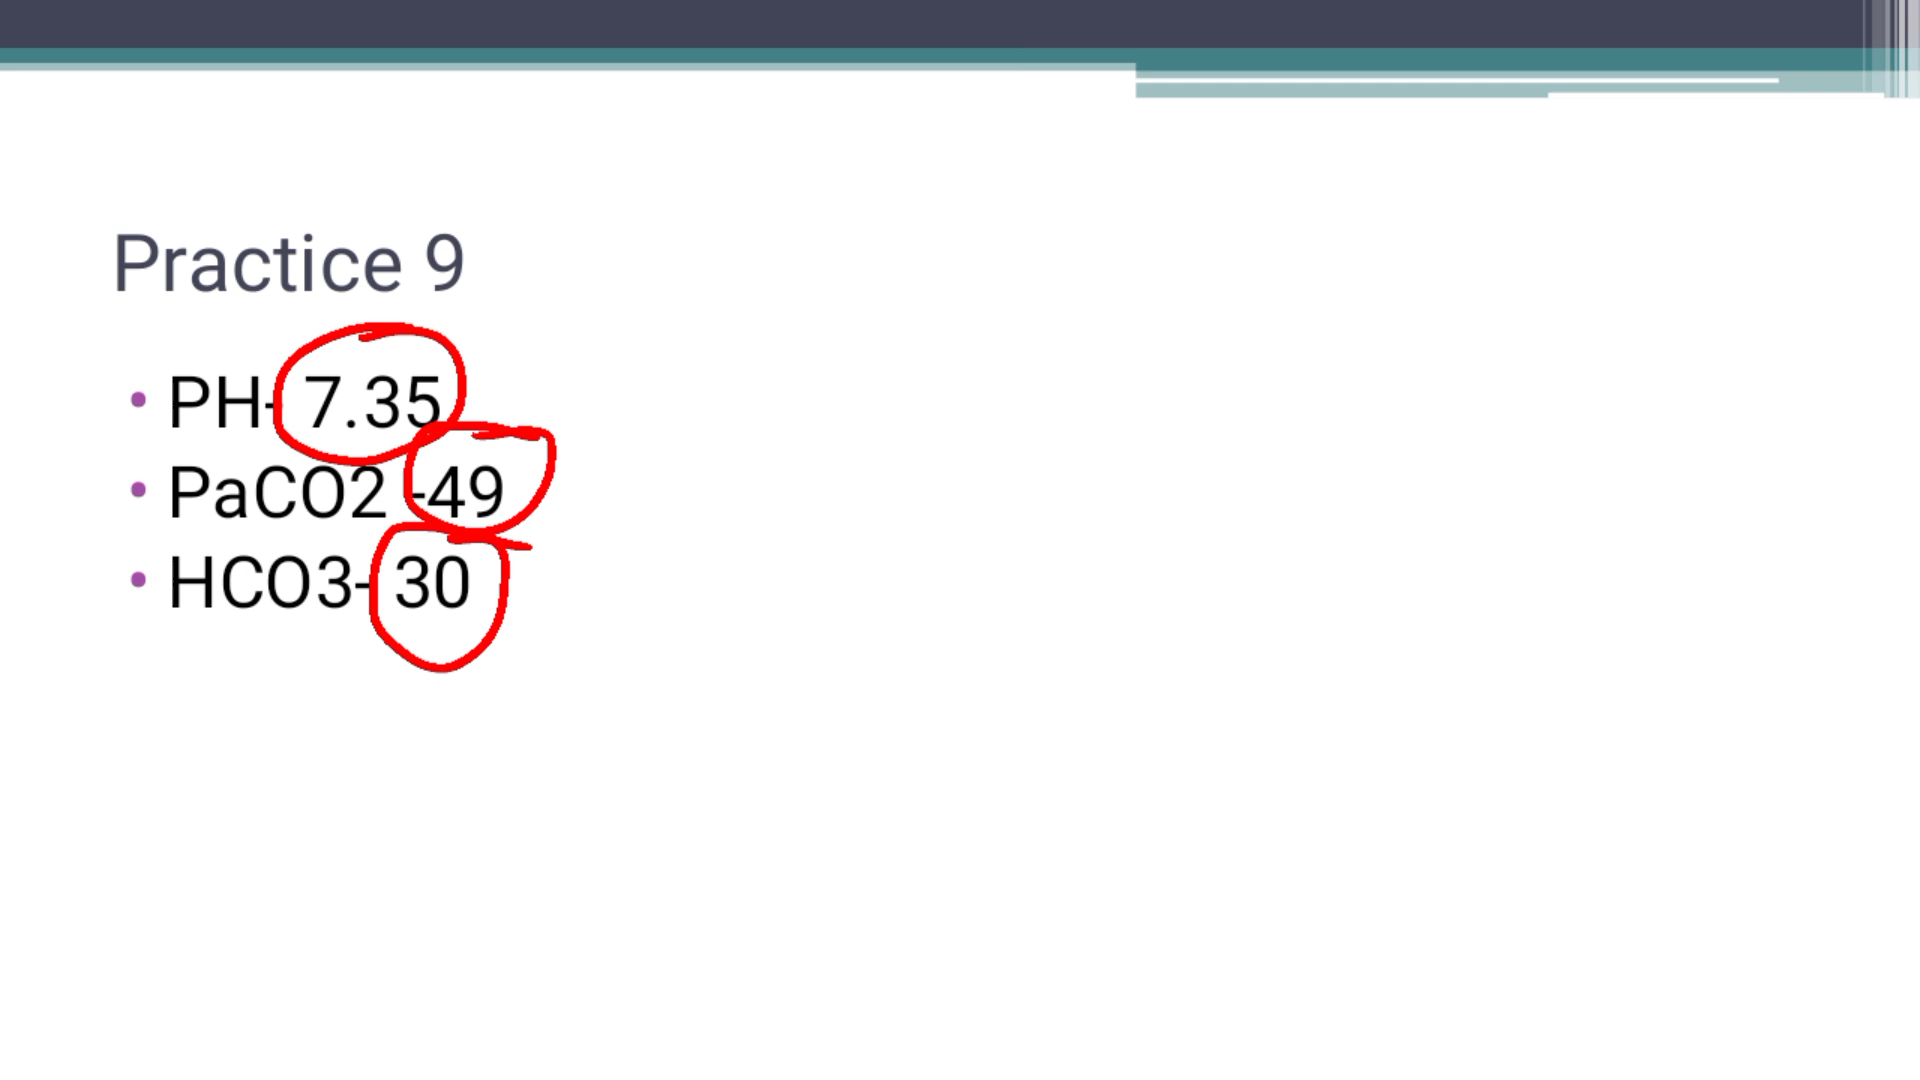 Practice 9
• PH- 7.35
• PaCO2 -49
• HCO3- 30